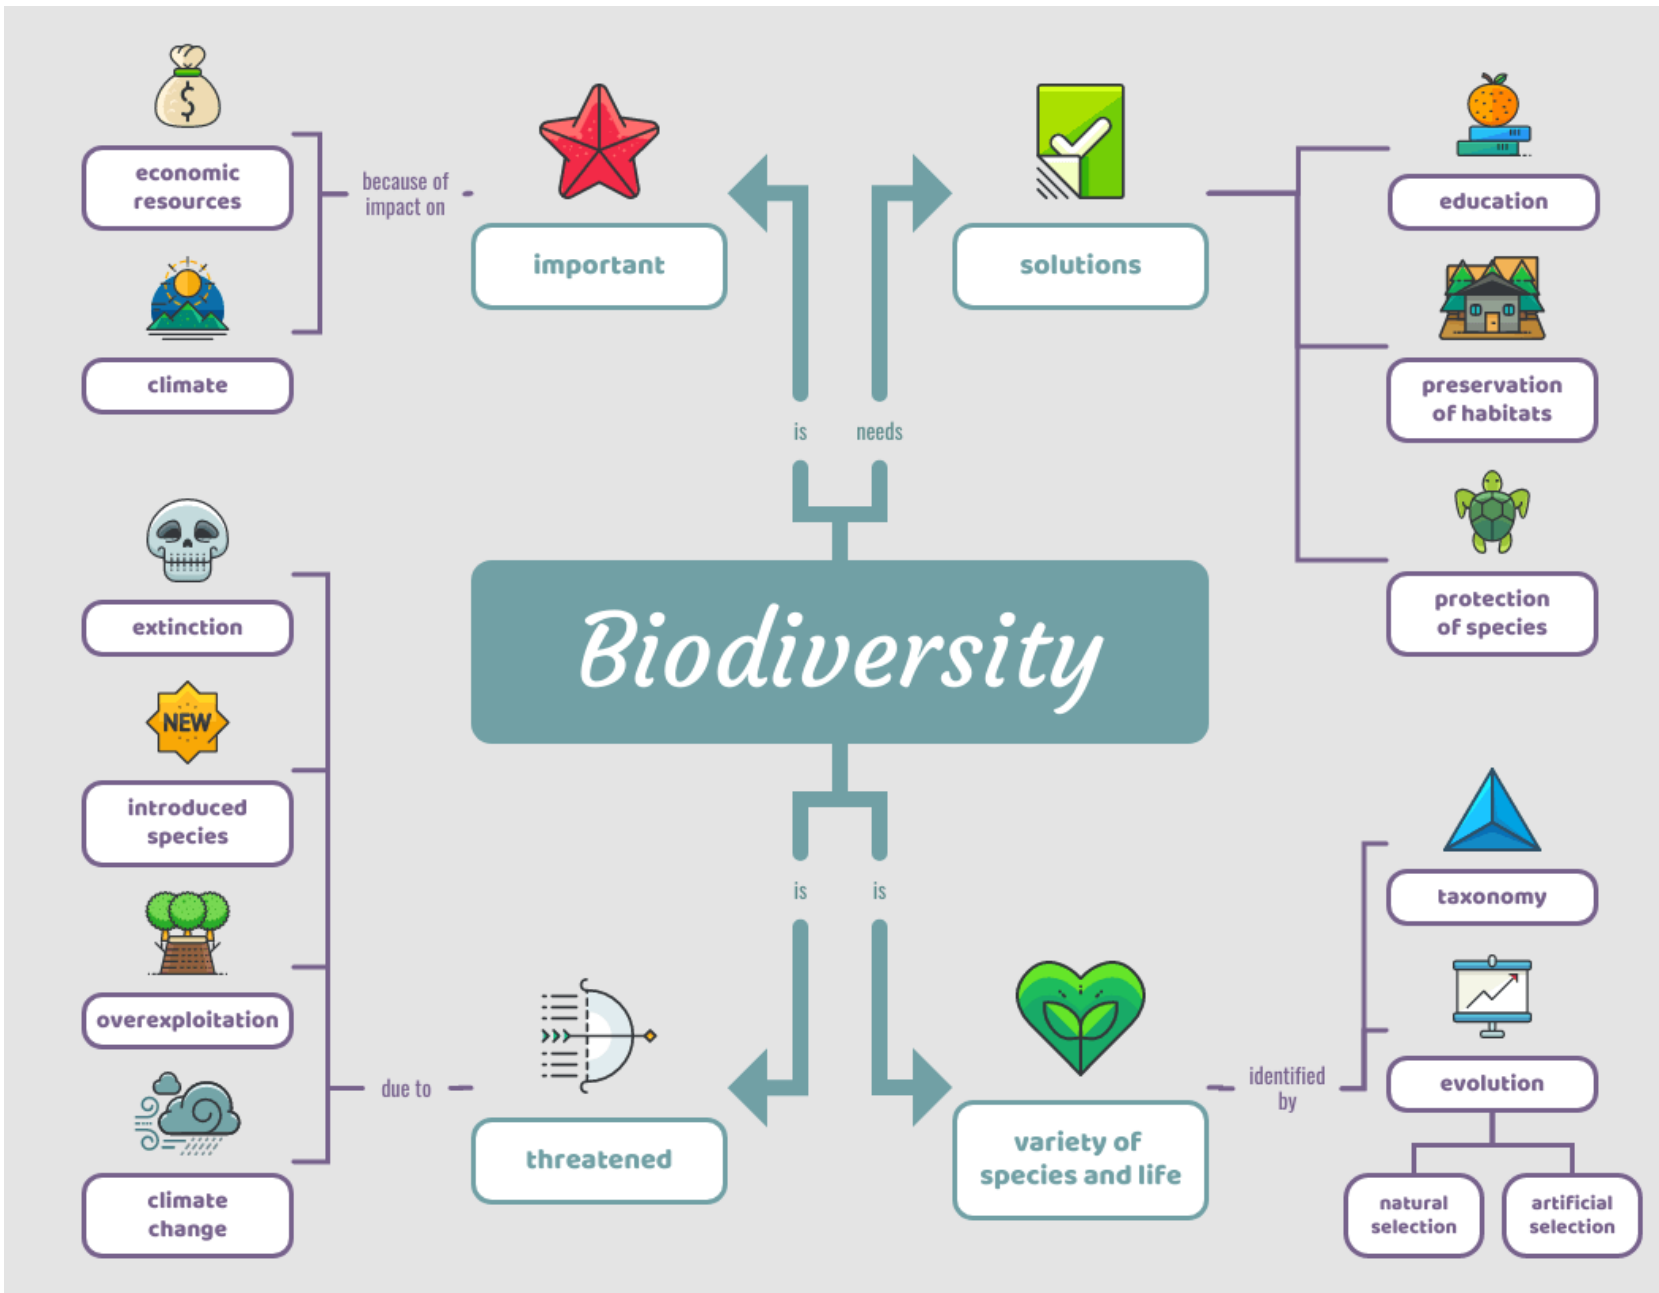 $
economic
resources
climate
because of
impact on
important
solutions
education
preservation
of habitats
protection
of species
is
needs
Biodiversity
extinction
NEW
introduced
species
overexploitation
climate
change
due to
threatened
is
is
variety of
species and life
identified
by
taxonomy
evolution
natural
selection
artificial
selection